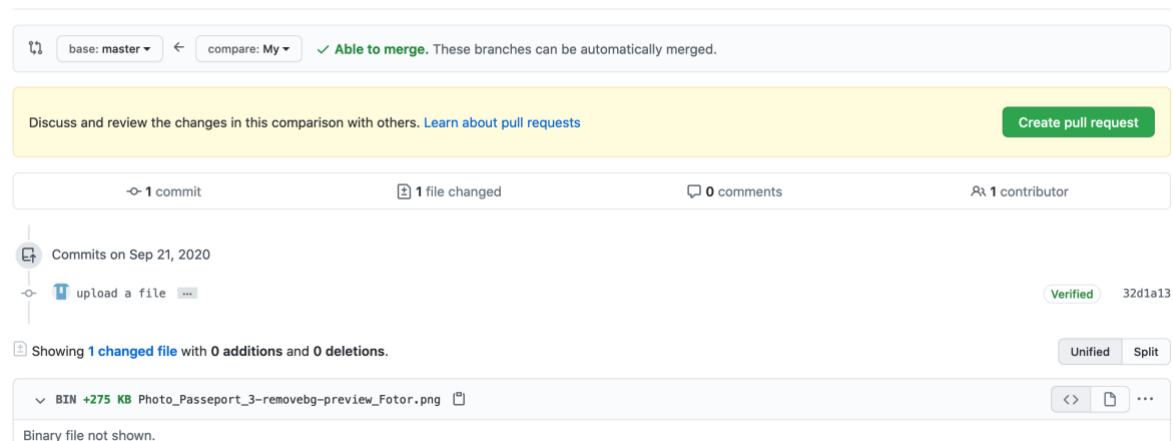 base: master compare: My Able to merge. These branches can be automatically merged.
Discuss and review the changes in this comparison with others. Learn about pull requests Create pull request
1 commit 1 file changed 0 comments 1 contributor
Commits on Sep 21, 2020
upload a file … Verified 32d1a13
Showing 1 changed file with 0 additions and 0 deletions. Unified Split
BIN +275 KB Photo_Passeport_3-removebg-preview_Fotor.png <> ...
Binary file not shown.